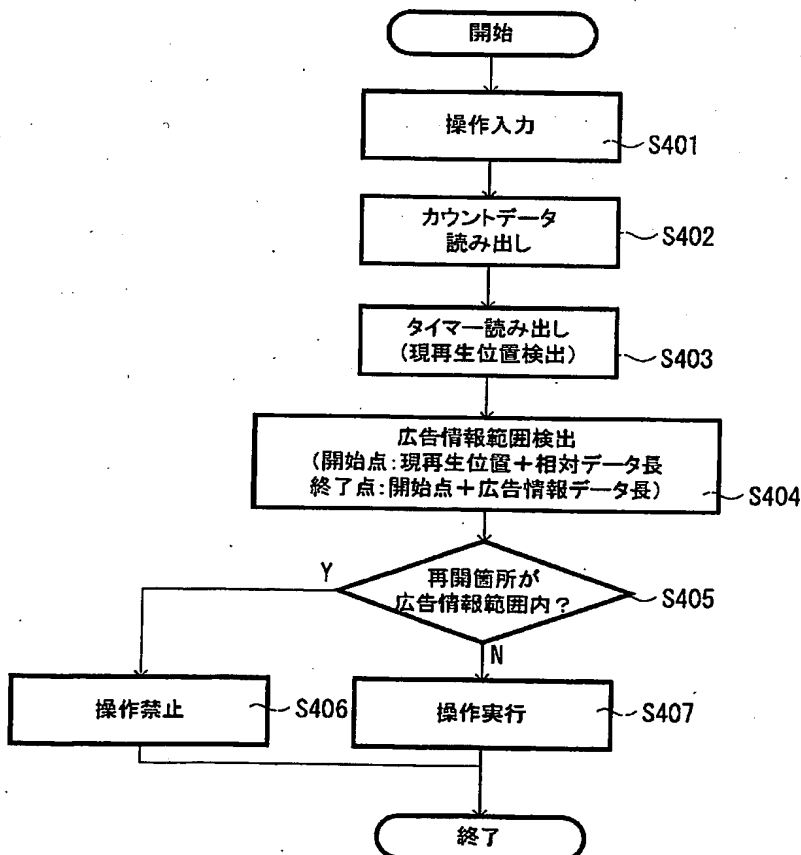 開始
操作入力
S401
カウントデータ
読み出し
S402
タイマー読み出し
(現再生位置検出)
S403
広告情報範囲検出
(開始点:現再生位置+相対データ長
終了点:開始点+広告情報データ長)
S404
再開箇所が
広告情報範囲内?
S405
Y
N
操作禁止
S406
操作実行
S407
終了